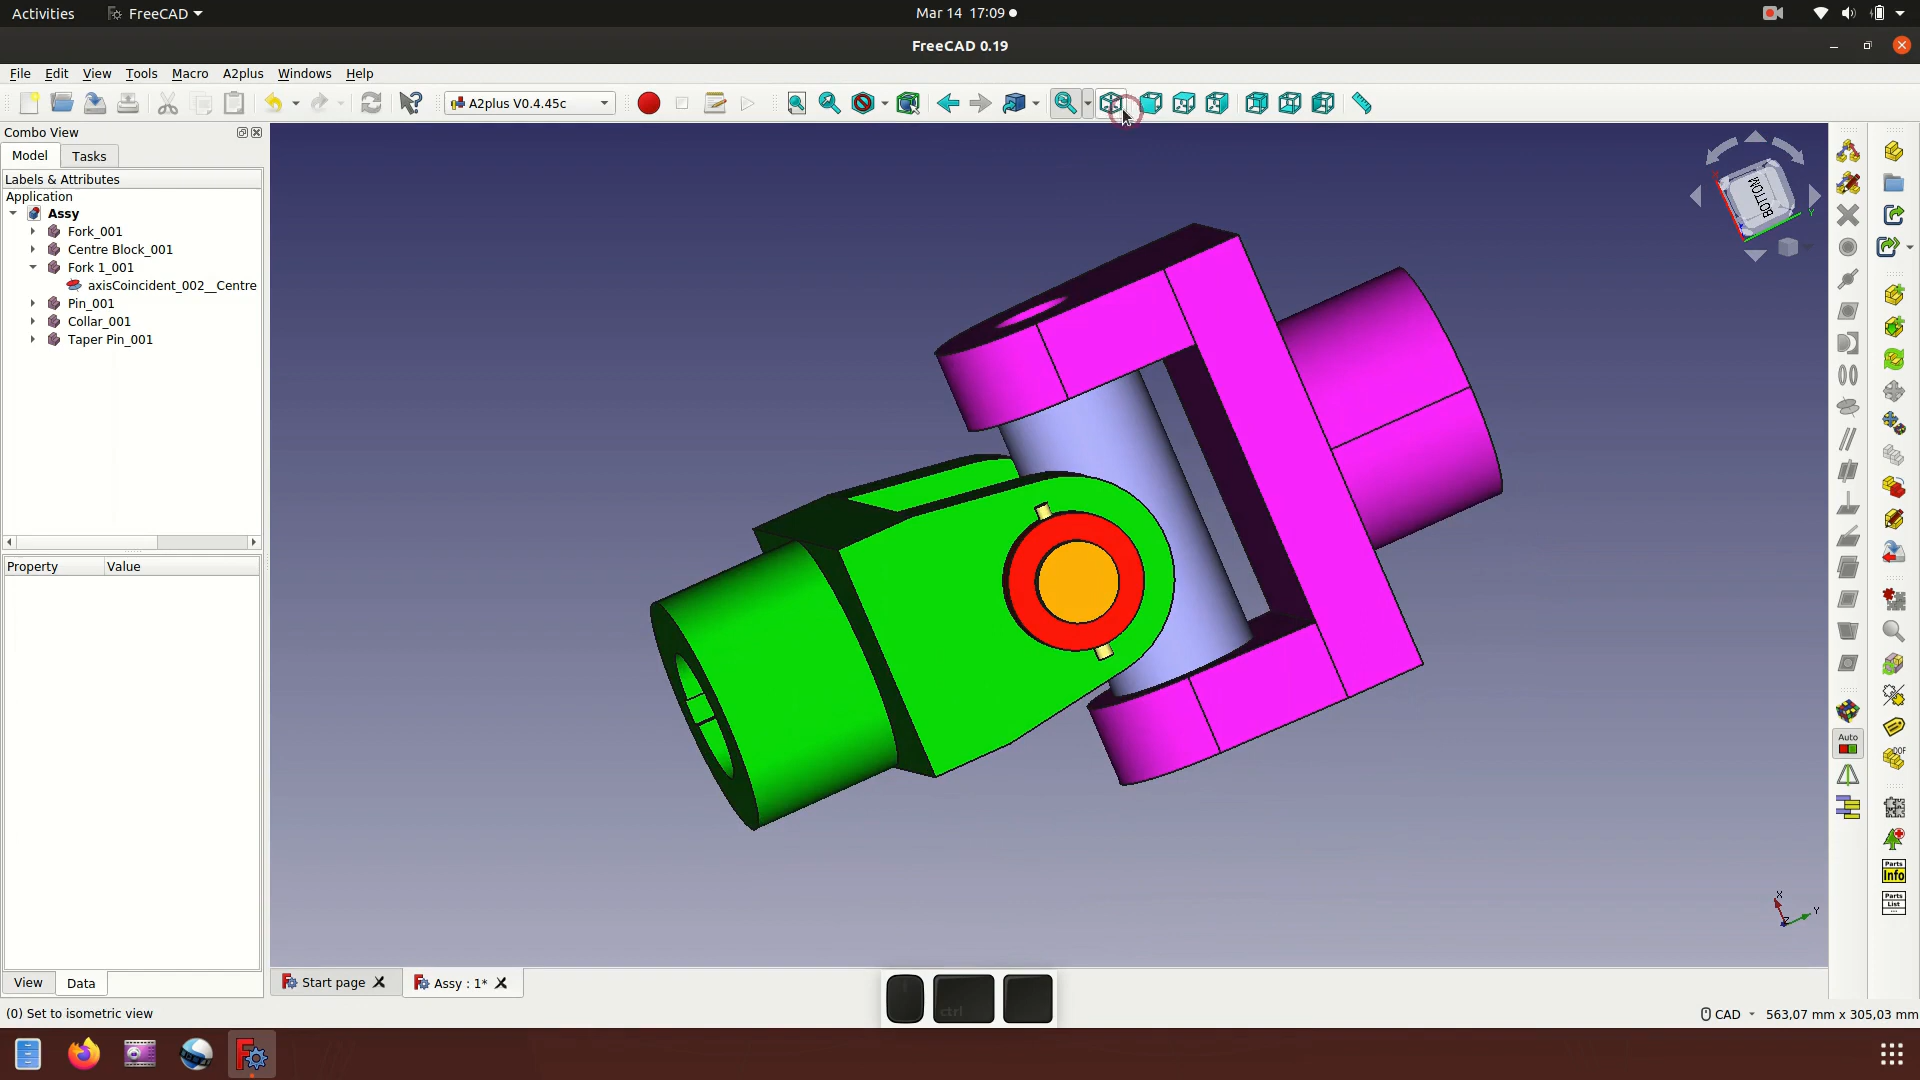 Activities
FreeCAD
Mar 14 17:09
FreeCAD 0.19
File Edit View Tools Macro A2plus Windows Help
A2plus V0.4.45c
Combo View
Model Tasks
Labels & Attributes
Application
Assy
Fork_001
Centre Block_001
Fork 1_001
axisCoincident_002__Centre
Pin_001
Collar_001
Taper Pin_001
BOTTOM
Y
Property Value
Auto
DOF
Parts
Info
Parts
List
...
X
Y
Z
View Data
Start page
Assy : 1*
ctrl
(0) Set to isometric view
CAD
563,07 mm x 305,03 mm